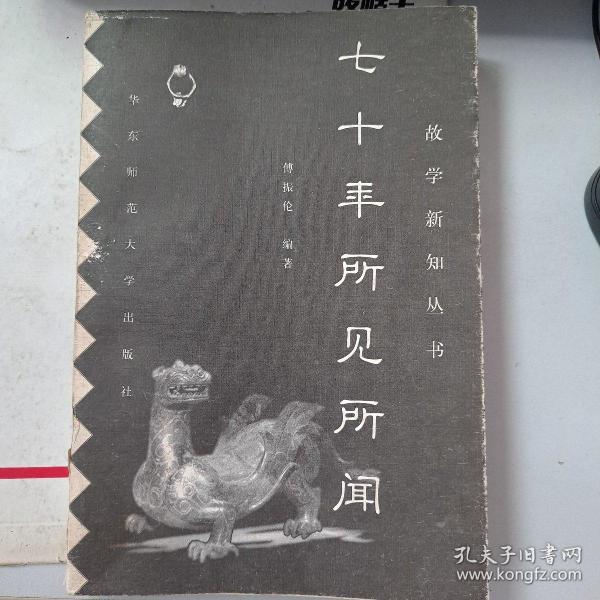 故学新知丛书
七十年所见所闻
傅振伦 编著
华东师范大学出版社
孔夫子旧书网
www.kongfz.com